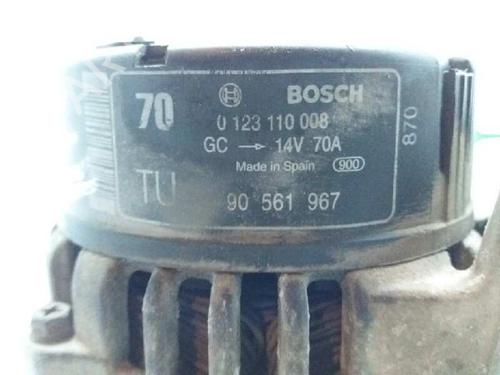 70 BOSCH
0 123 110 008
GC → 14V 70A
Made in Spain 900
TU 90 561 967
870